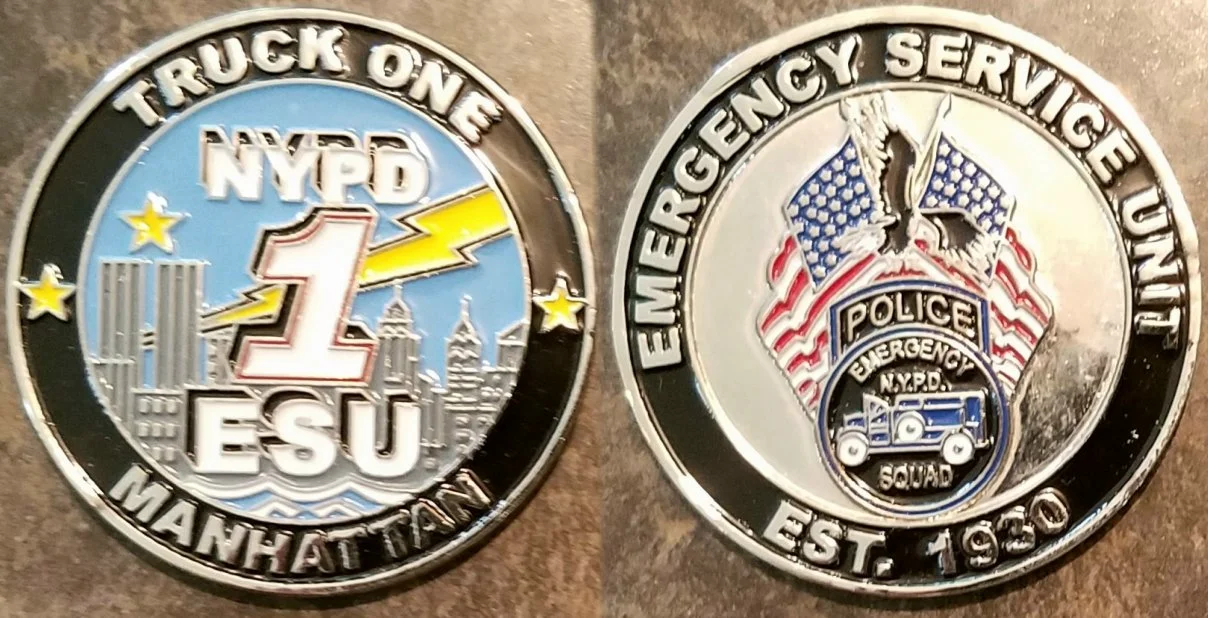 TRUCK ONE
NYPD
1
ESU
MANHATTAN
EMERGENCY SERVICE UNIT
POLICE
EMERGENCY
N.Y.P.D.
SQUAD
EST. 1930